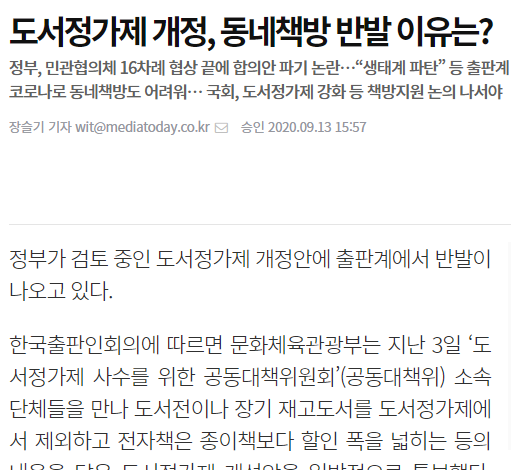 도서정가제 개정, 동네책방 반발 이유는?
정부, 민관협의체 16차례 협상 끝에 합의안 파기 논란…“생태계 파탄” 등 출판계
코로나로 동네책방도 어려워… 국회, 도서정가제 강화 등 책방지원 논의 나서야
장슬기 기자 wit@mediatoday.co.kr 승인 2020.09.13 15:57
정부가 검토 중인 도서정가제 개정안에 출판계에서 반발이
나오고 있다.
한국출판인회의에 따르면 문화체육관광부는 지난 3일 ‘도
서정가제 사수를 위한 공동대책위원회’(공동대책위) 소속
단체들을 만나 도서전이나 장기 재고도서를 도서정가제에
서 제외하고 전자책은 종이책보다 할인 폭을 넓히는 등의